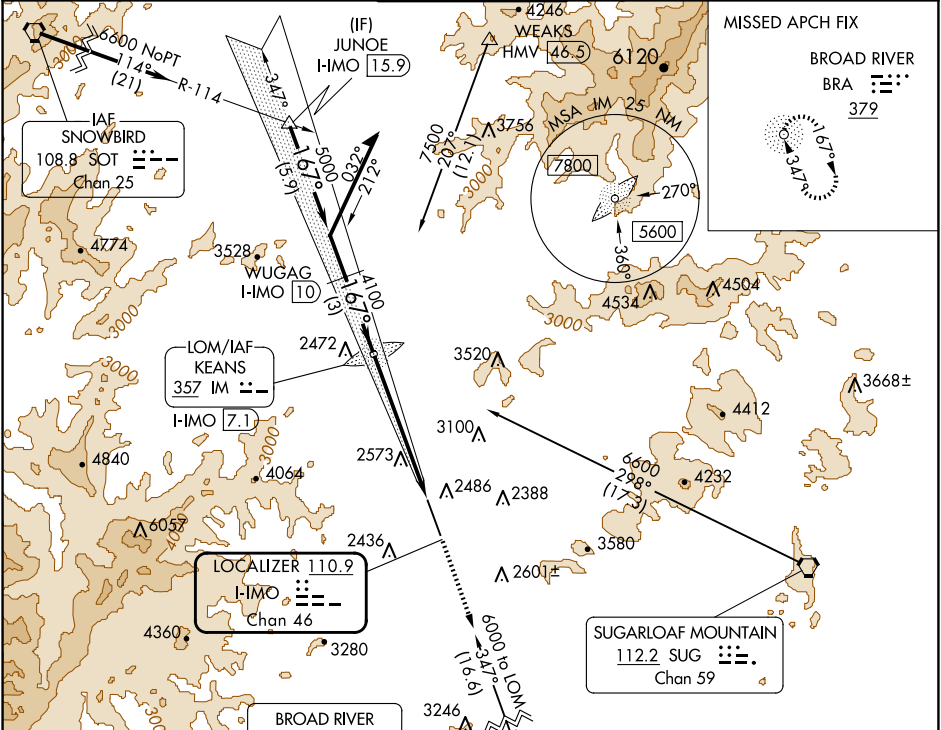 4246
WEAKS
HMV 46.5
6120
(IF)
JUNOE
I-IMO 15.9
MISSED APCH FIX
BROAD RIVER
BRA
379
167°
347°
6600 NoPT
114°
(21)
R-114
3000
IAF
SNOWBIRD
108.8 SOT
Chan 25
347°
167°
(5.9)
5000
032°
212°
7500
207°
(12.1)
3756
3000
MSA IM 25 NM
7800
270°
5600
360°
4774
3528
WUGAG
I-IMO 10
4100
167°
(3)
3000
4534
4504
3000
3000
LOM/IAF
KEANS
357 IM
I-IMO 7.1
2472
3520
3668±
4412
3100
4840
4064
3000
2573
2486
2388
6600
298°
(17.3)
4232
6057
4000
2436
3580
2601±
LOCALIZER 110.9
I-IMO
Chan 46
4360
3280
6000 to LOM
347°
(16.6)
SUGARLOAF MOUNTAIN
112.2 SUG
Chan 59
3000
BROAD RIVER
3246